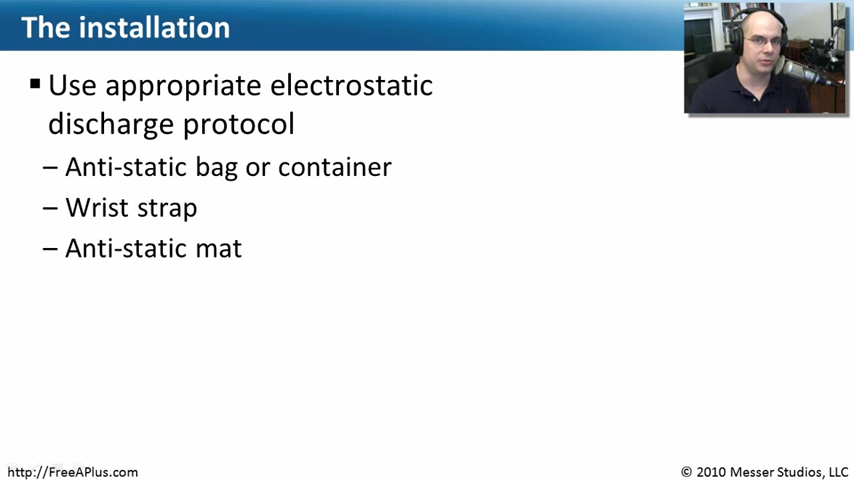 The installation
▪ Use appropriate electrostatic
discharge protocol
– Anti-static bag or container
– Wrist strap
– Anti-static mat
http://FreeAPlus.com
© 2010 Messer Studios, LLC